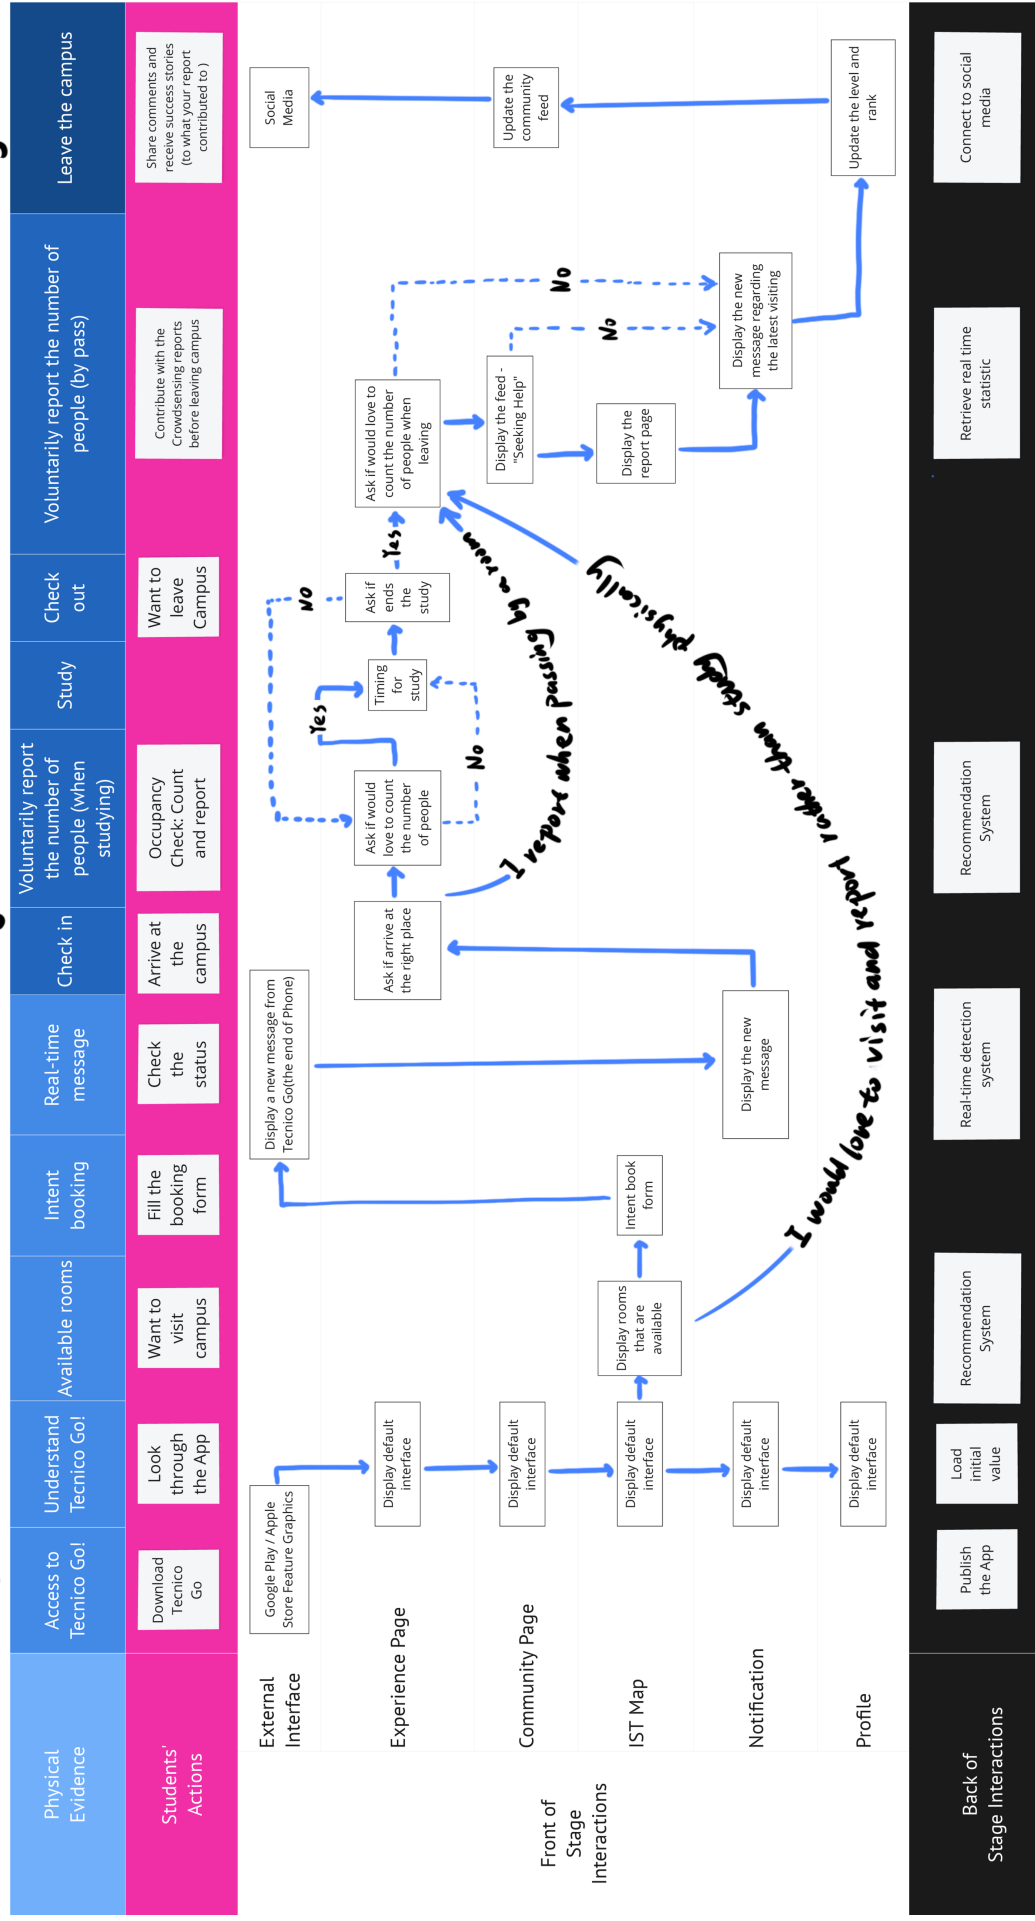 Physical
Evidence
Access to
Tecnico Go!
Understand
Tecnico Go!
Available rooms
Intent
booking
Real-time
message
Check in
Voluntarily report
the number of
people (when
studying)
Study
Check
out
Voluntarily report the number of
people (by pass)
Leave the campus
Students'
Actions
Download
Tecnico
Go
Look
through
the App
Want to
visit
campus
Fill the
booking
form
Check
the
status
Arrive at
the
campus
Occupancy
Check: Count
and report
Want to
leave
Campus
Contribute with the
Crowdsensing reports
before leaving campus
Share comments and
receive success stories
(to what your report
contributed to )
Front of
Stage
Interactions
External
Interface
Google Play / Apple
Store Feature Graphics
Display a new message from
Tecnico Go(the end of Phone)
Social
Media
Experience Page
Display default
interface
Ask if arrive at
the right place
Ask if would
love to count
the number
of people
Yes
No
Timing
for
study
Ask if
ends
the
study
NO
Yes
Ask if would love to
count the number
of people when
leaving
No
Community Page
Display default
interface
I report when passing by a room
Display the feed -
"Seeking Help"
No
Update the
community
feed
IST Map
Display default
interface
Display rooms
that are
available
Intent book
form
I would love to visit and report rather than study physically
Display the
report page
Notification
Display default
interface
Display the new
message
Display the new
message regarding
the latest visiting
Profile
Display default
interface
Update the level and
rank
Back of
Stage Interactions
Publish
the App
Load
initial
value
Recommendation
System
Real-time detection
system
Recommendation
System
Retrieve real time
statistic
Connect to social
media